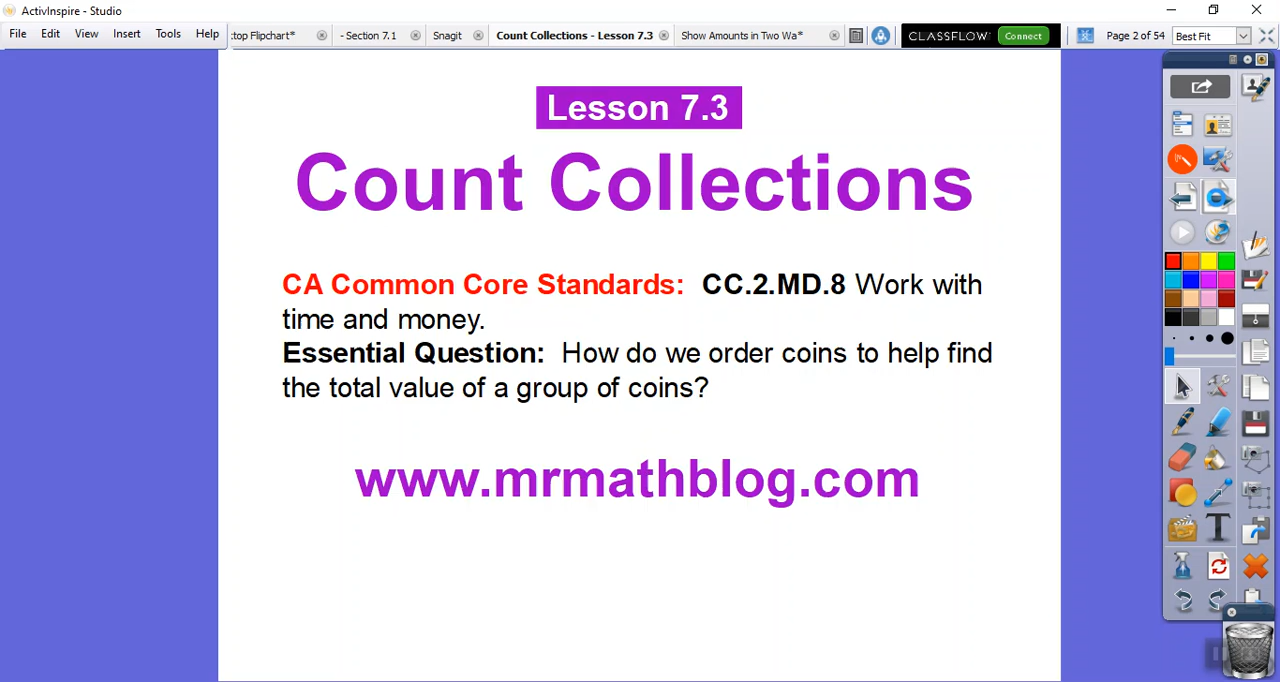 ActivInspire - Studio
File Edit View Insert Tools Help
top Flipchart* - Section 7.1 Snagit Count Collections - Lesson 7.3 Show Amounts in Two Wa* CLASSFLOW Connect Page 2 of 54 Best Fit
Lesson 7.3
Count Collections
CA Common Core Standards: CC.2.MD.8 Work with
time and money.
Essential Question: How do we order coins to help find
the total value of a group of coins?
www.mrmathblog.com